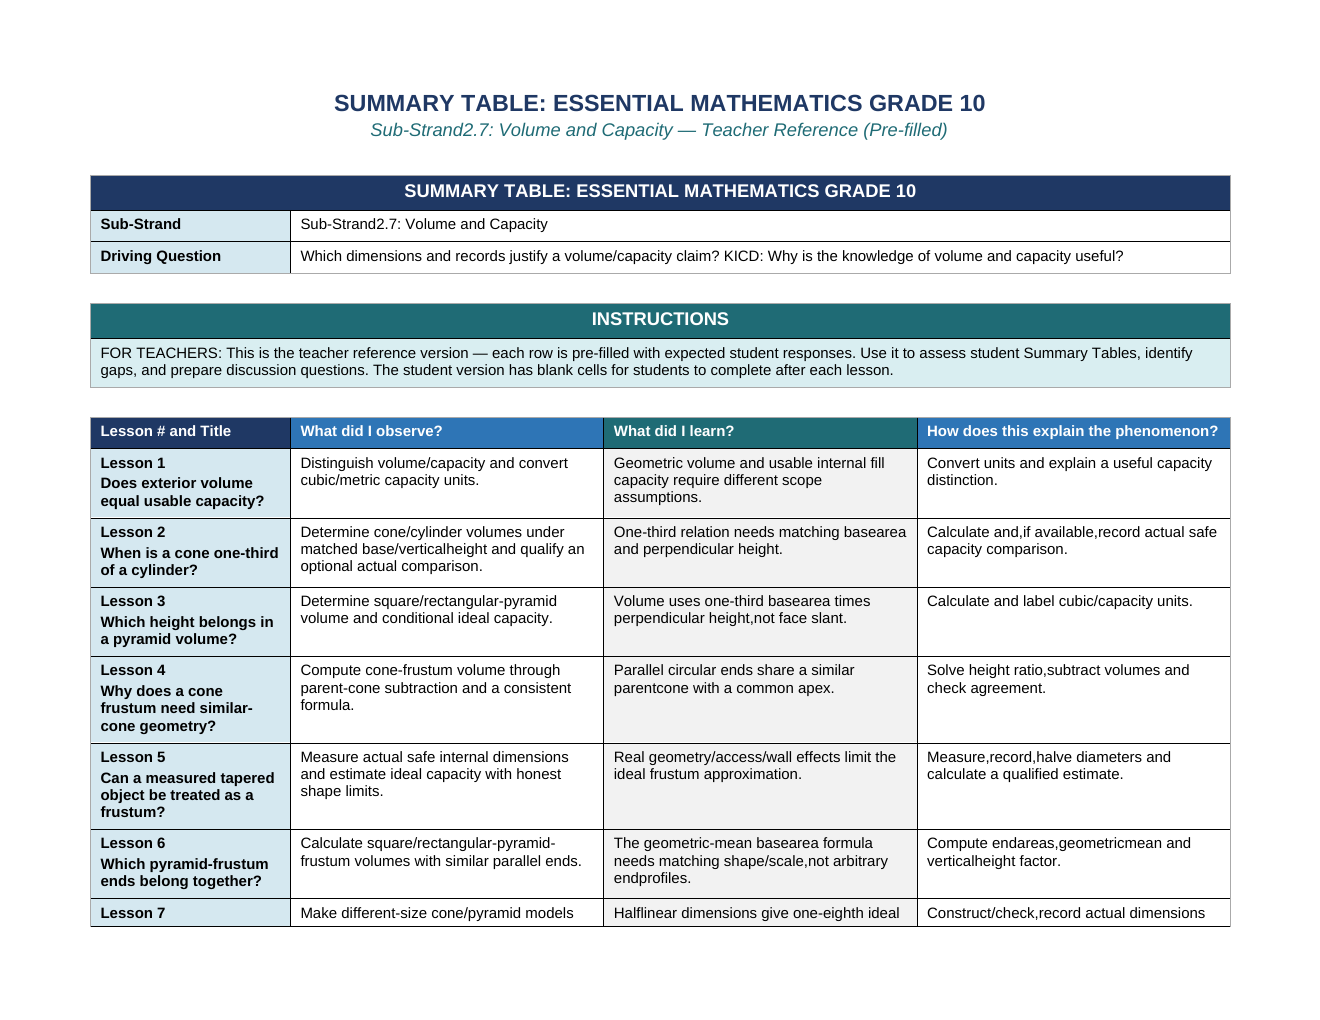 SUMMARY TABLE: ESSENTIAL MATHEMATICS GRADE 10
Sub-Strand2.7: Volume and Capacity — Teacher Reference (Pre-filled)
SUMMARY TABLE: ESSENTIAL MATHEMATICS GRADE 10
Sub-Strand
Sub-Strand2.7: Volume and Capacity
Driving Question
Which dimensions and records justify a volume/capacity claim? KICD: Why is the knowledge of volume and capacity useful?
INSTRUCTIONS
FOR TEACHERS: This is the teacher reference version — each row is pre-filled with expected student responses. Use it to assess student Summary Tables, identify
gaps, and prepare discussion questions. The student version has blank cells for students to complete after each lesson.
Lesson # and Title
What did I observe?
What did I learn?
How does this explain the phenomenon?
Lesson 1
Does exterior volume
equal usable capacity?
Distinguish volume/capacity and convert
cubic/metric capacity units.
Geometric volume and usable internal fill
capacity require different scope
assumptions.
Convert units and explain a useful capacity
distinction.
Lesson 2
When is a cone one-third
of a cylinder?
Determine cone/cylinder volumes under
matched base/verticalheight and qualify an
optional actual comparison.
One-third relation needs matching basearea
and perpendicular height.
Calculate and,if available,record actual safe
capacity comparison.
Lesson 3
Which height belongs in
a pyramid volume?
Determine square/rectangular-pyramid
volume and conditional ideal capacity.
Volume uses one-third basearea times
perpendicular height,not face slant.
Calculate and label cubic/capacity units.
Lesson 4
Why does a cone
frustum need similar-
cone geometry?
Compute cone-frustum volume through
parent-cone subtraction and a consistent
formula.
Parallel circular ends share a similar
parentcone with a common apex.
Solve height ratio,subtract volumes and
check agreement.
Lesson 5
Can a measured tapered
object be treated as a
frustum?
Measure actual safe internal dimensions
and estimate ideal capacity with honest
shape limits.
Real geometry/access/wall effects limit the
ideal frustum approximation.
Measure,record,halve diameters and
calculate a qualified estimate.
Lesson 6
Which pyramid-frustum
ends belong together?
Calculate square/rectangular-pyramid-
frustum volumes with similar parallel ends.
The geometric-mean basearea formula
needs matching shape/scale,not arbitrary
endprofiles.
Compute endareas,geometricmean and
verticalheight factor.
Lesson 7
Make different-size cone/pyramid models
Halflinear dimensions give one-eighth ideal
Construct/check,record actual dimensions